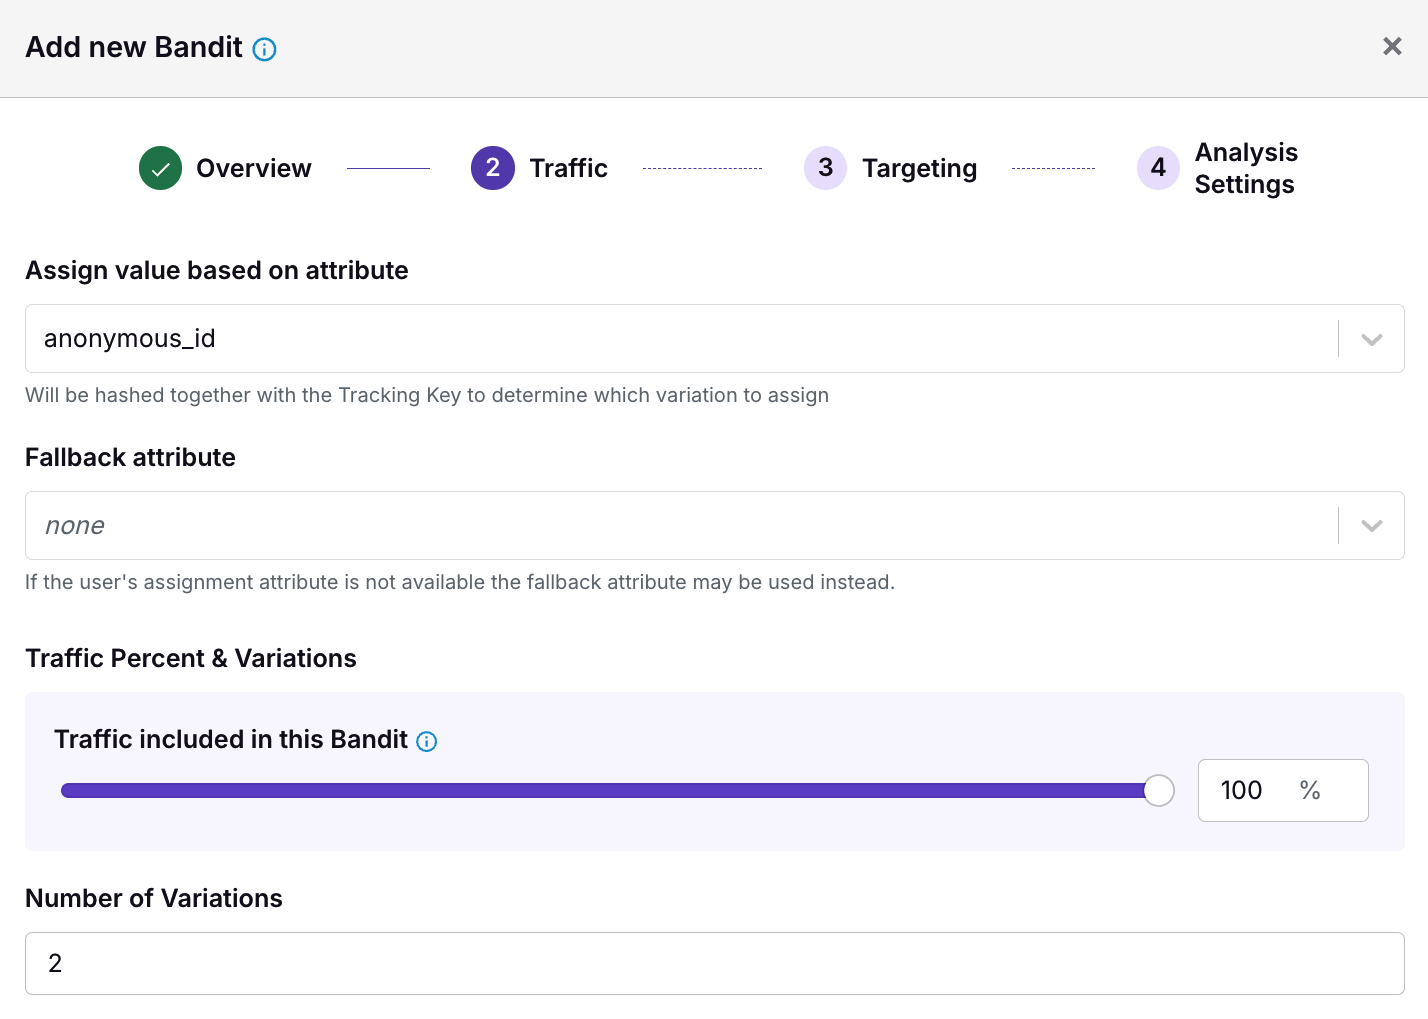 Add new Bandit
Overview
2 Traffic
3 Targeting
4 Analysis
Settings
Assign value based on attribute
anonymous_id
Will be hashed together with the Tracking Key to determine which variation to assign
Fallback attribute
none
If the user's assignment attribute is not available the fallback attribute may be used instead.
Traffic Percent & Variations
Traffic included in this Bandit
100 %
Number of Variations
2